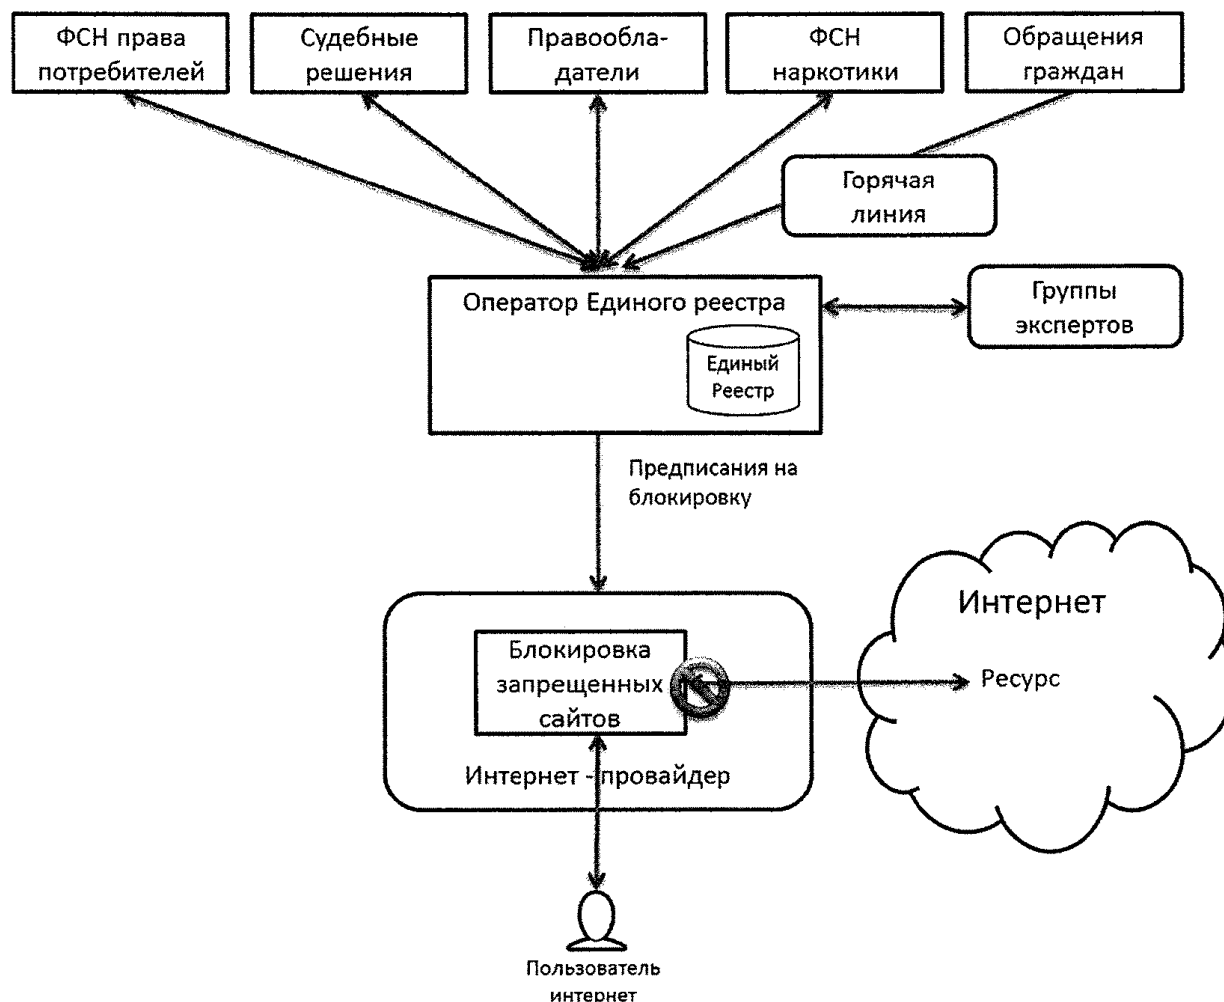 ФСН права
потребителей
Судебные
решения
Правообла-
датели
ФСН
наркотики
Обращения
граждан
Горячая
линия
Оператор Единого реестра
Группы
экспертов
Единый
Реестр
Предписания на
блокировку
Интернет
Блокировка
запрещенных
сайтов
Ресурс
Интернет - провайдер
Пользователь
интернет